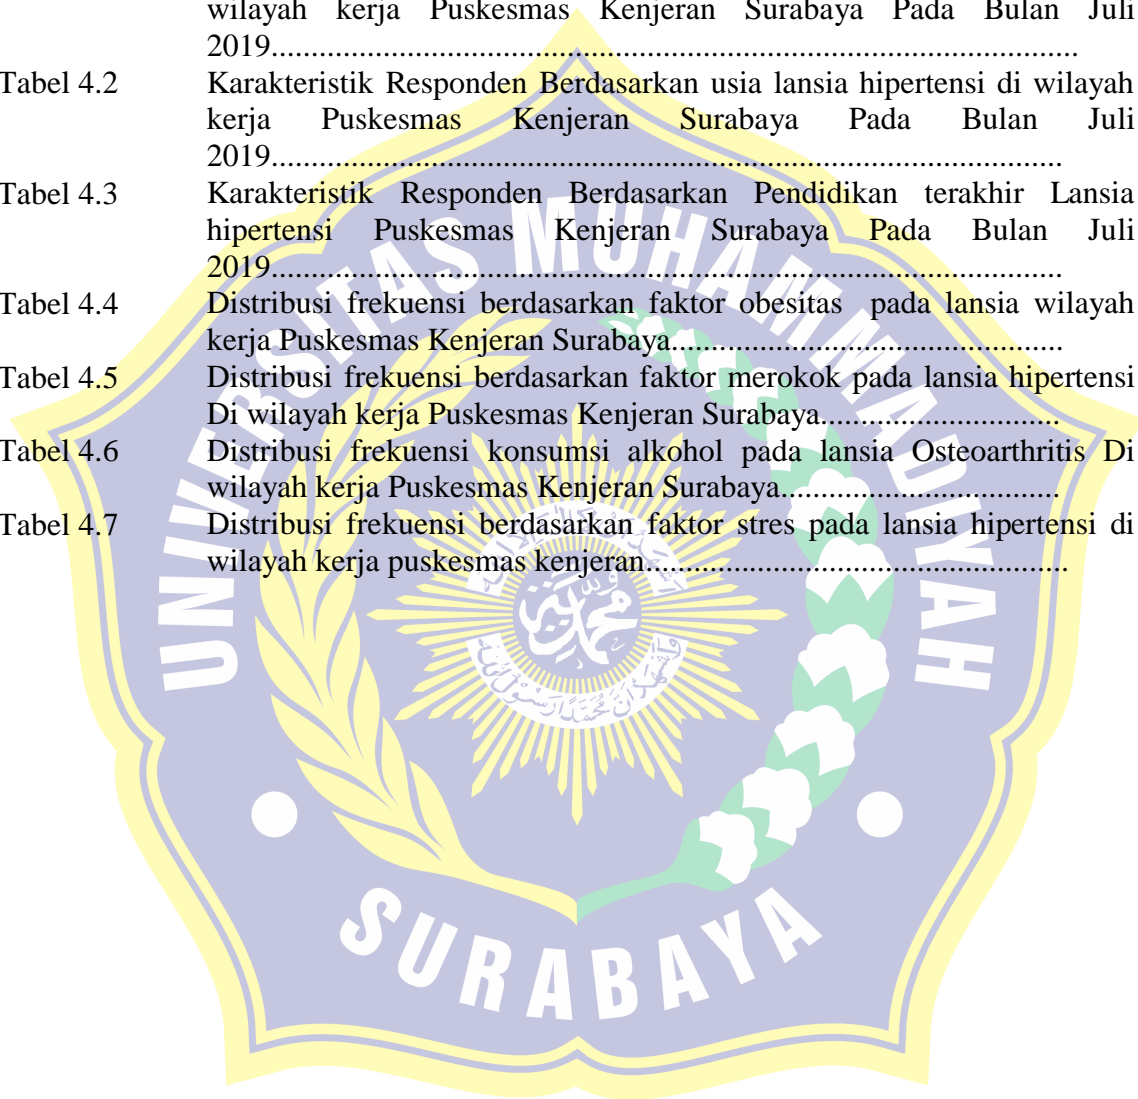 wilayah kerja Puskesmas Kenjeran Surabaya Pada Bulan Juli
2019.....................................................................................................
Tabel 4.2 Karakteristik Responden Berdasarkan usia lansia hipertensi di wilayah
kerja Puskesmas Kenjeran Surabaya Pada Bulan Juli
2019...................................................................................................
Tabel 4.3 Karakteristik Responden Berdasarkan Pendidikan terakhir Lansia
hipertensi Puskesmas Kenjeran Surabaya Pada Bulan Juli
2019...................................................................................................
Tabel 4.4 Distribusi frekuensi berdasarkan faktor obesitas pada lansia wilayah
kerja Puskesmas Kenjeran Surabaya.................................................
Tabel 4.5 Distribusi frekuensi berdasarkan faktor merokok pada lansia hipertensi
Di wilayah kerja Puskesmas Kenjeran Surabaya..............................
Tabel 4.6 Distribusi frekuensi konsumsi alkohol pada lansia Osteoarthritis Di
wilayah kerja Puskesmas Kenjeran Surabaya...................................
Tabel 4.7 Distribusi frekuensi berdasarkan faktor stres pada lansia hipertensi di
wilayah kerja puskesmas kenjeran.....................................................
UNIVERSITAS MUHAMMADIYAH
SURABAYA